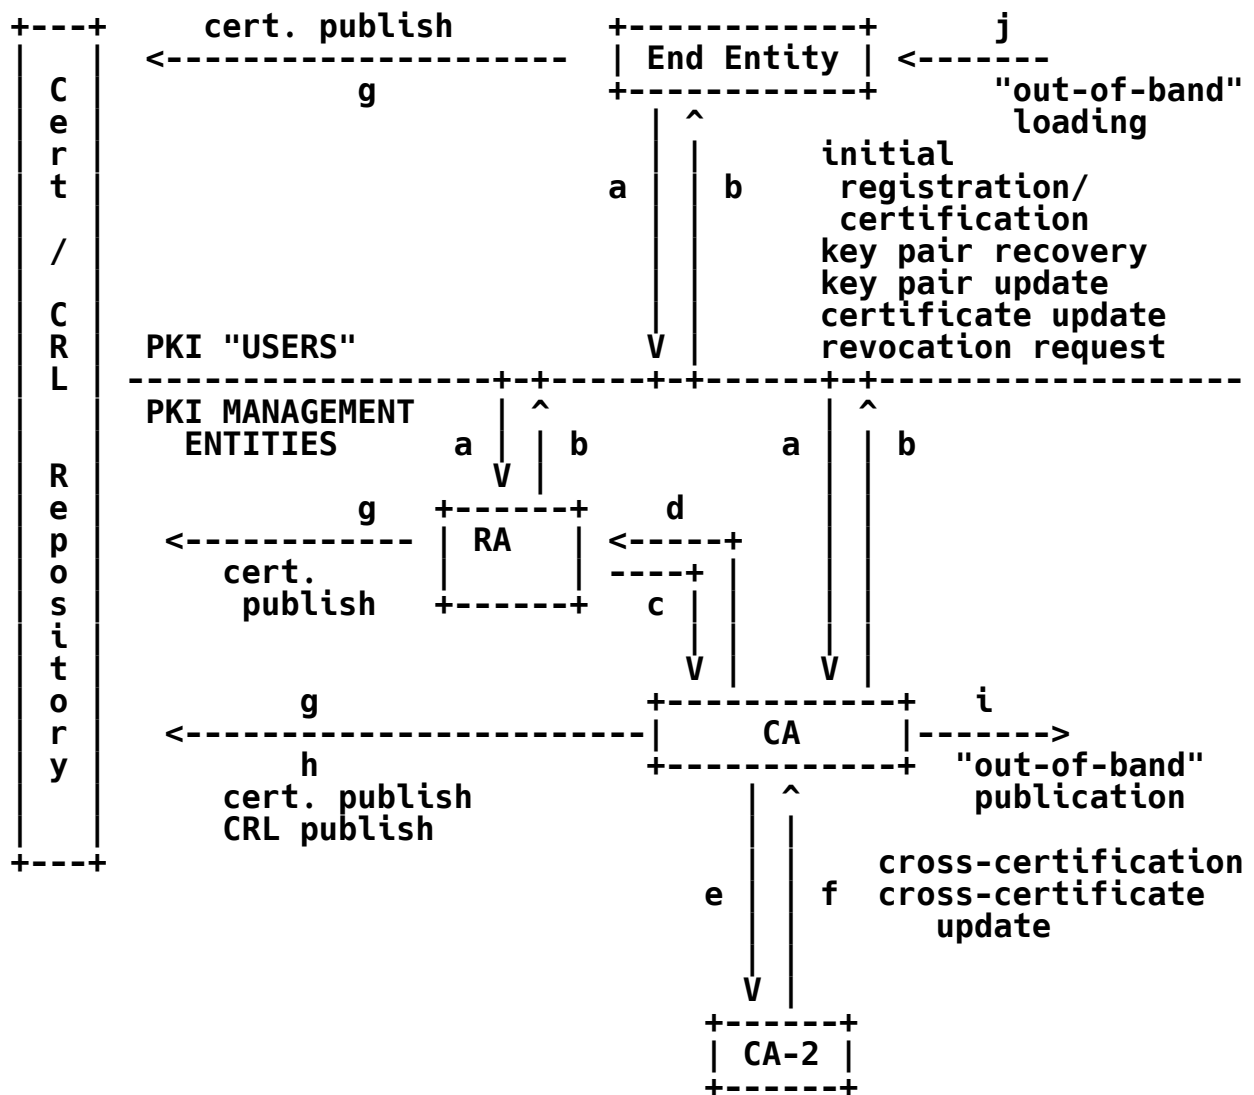 +---+     cert. publish        +------------+      j
|   |  <---------------------  | End Entity | <-------
| C |             g            +------------+      "out-of-band"
| e |                            | ^                loading
| r |                            | |      initial
| t |                          a | | b     registration/
|   |                            | |       certification
| / |                            | |      key pair recovery
|   |                            | |      key pair update
| C |                            | |      certificate update
| R |  PKI "USERS"               V |      revocation request
| L | -------------------+-+-----+-+------+-+-------------------
|   |  PKI MANAGEMENT    | ^              | ^
|   |    ENTITIES      a | | b          a | | b
| R |                    V |              | |
| e |             g   +------+    d       | |
| p |   <------------ | RA   | <-----+    | |
| o |      cert.      |      | ----+ |    | |
| s |       publish   +------+   c | |    | |
| i |                              | |    | |
| t |                              V |    V |
| o |          g                 +------------+   i
| r |   <------------------------|     CA     |------->
| y |          h                 +------------+  "out-of-band"
|   |      cert. publish              | ^         publication
|   |      CRL publish                | |
+---+                                 | |    cross-certification
                                    e | | f  cross-certificate
                                      | |       update
                                      | |
                                      V |
                                    +------+
                                    | CA-2 |
                                    +------+